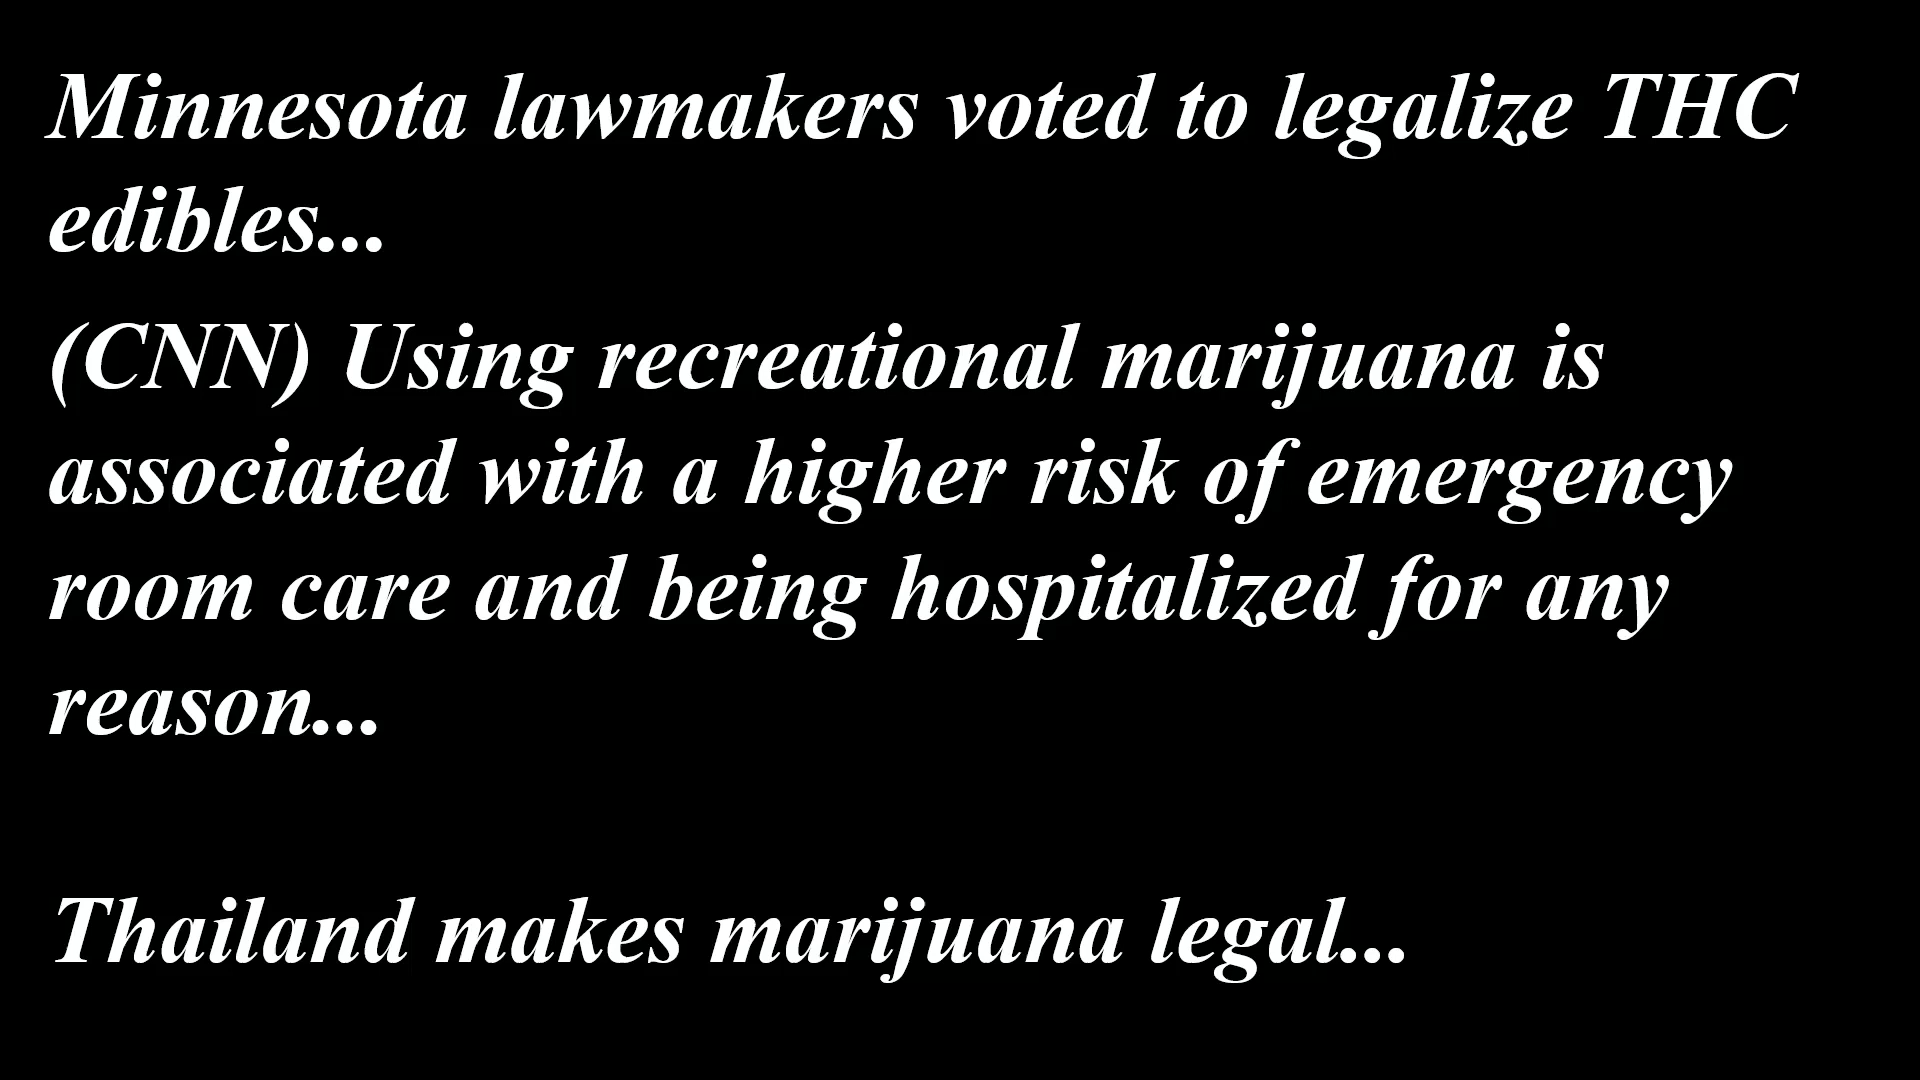 Minnesota lawmakers voted to legalize THC
edibles...
(CNN) Using recreational marijuana is
associated with a higher risk of emergency
room care and being hospitalized for any
reason...
Thailand makes marijuana legal...